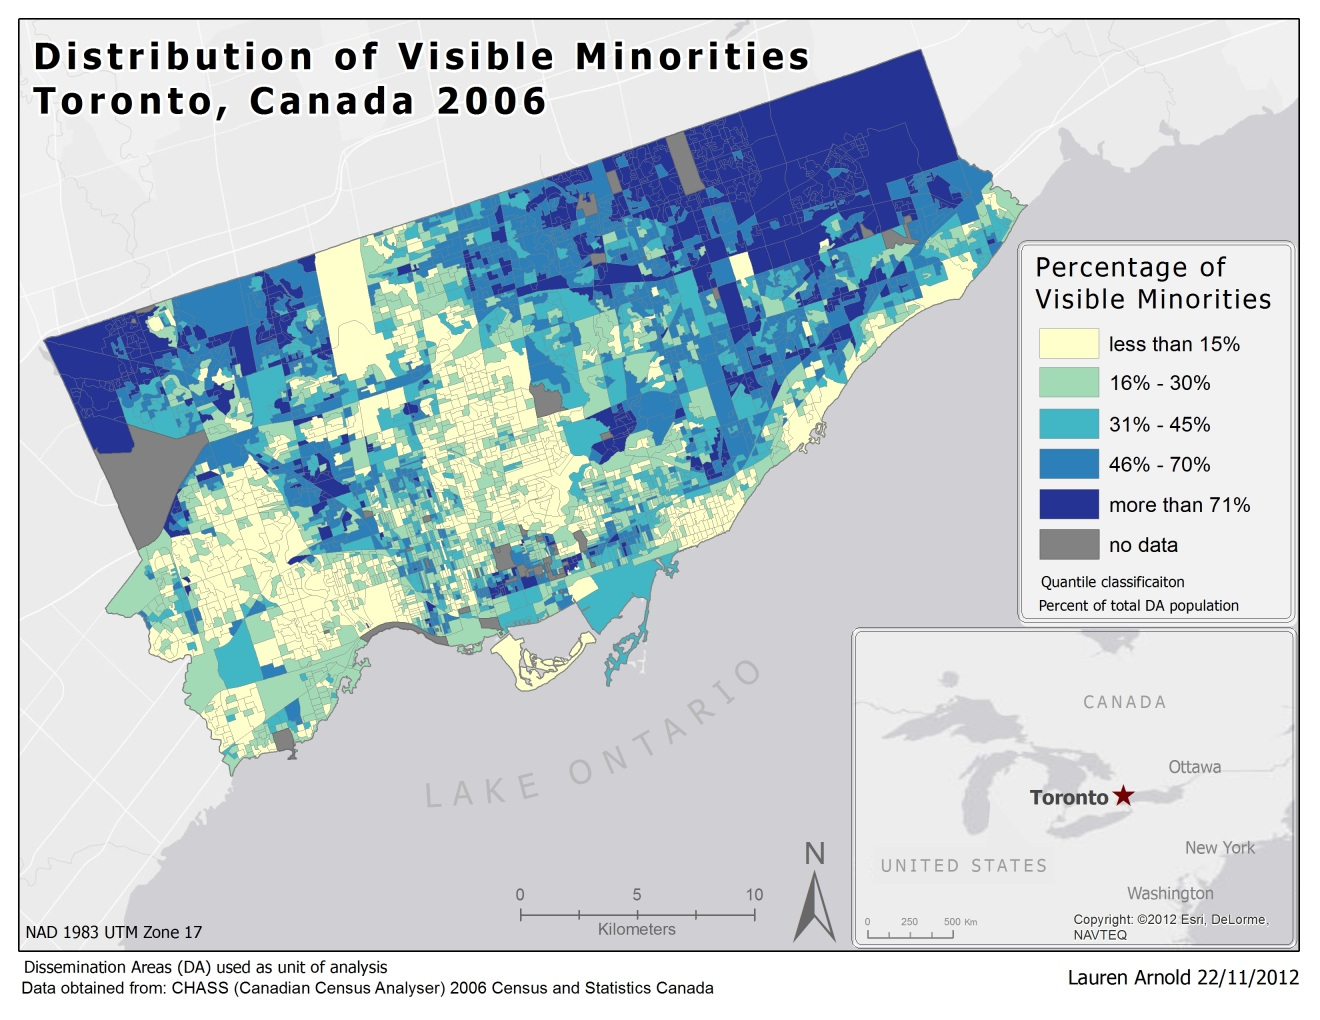 Distribution of Visible Minorities
Toronto, Canada 2006
Percentage of
Visible Minorities
less than 15%
16% - 30%
31% - 45%
46% - 70%
more than 71%
no data
Quantile classificaiton
Percent of total DA population
LAKE ONTARIO
CANADA
Ottawa
Toronto
New York
UNITED STATES
Washington
0 250 500 Km
Copyright: ©2012 Esri, DeLorme,
NAVTEQ
N
0 5 10
Kilometers
NAD 1983 UTM Zone 17
Dissemination Areas (DA) used as unit of analysis
Data obtained from: CHASS (Canadian Census Analyser) 2006 Census and Statistics Canada
Lauren Arnold 22/11/2012